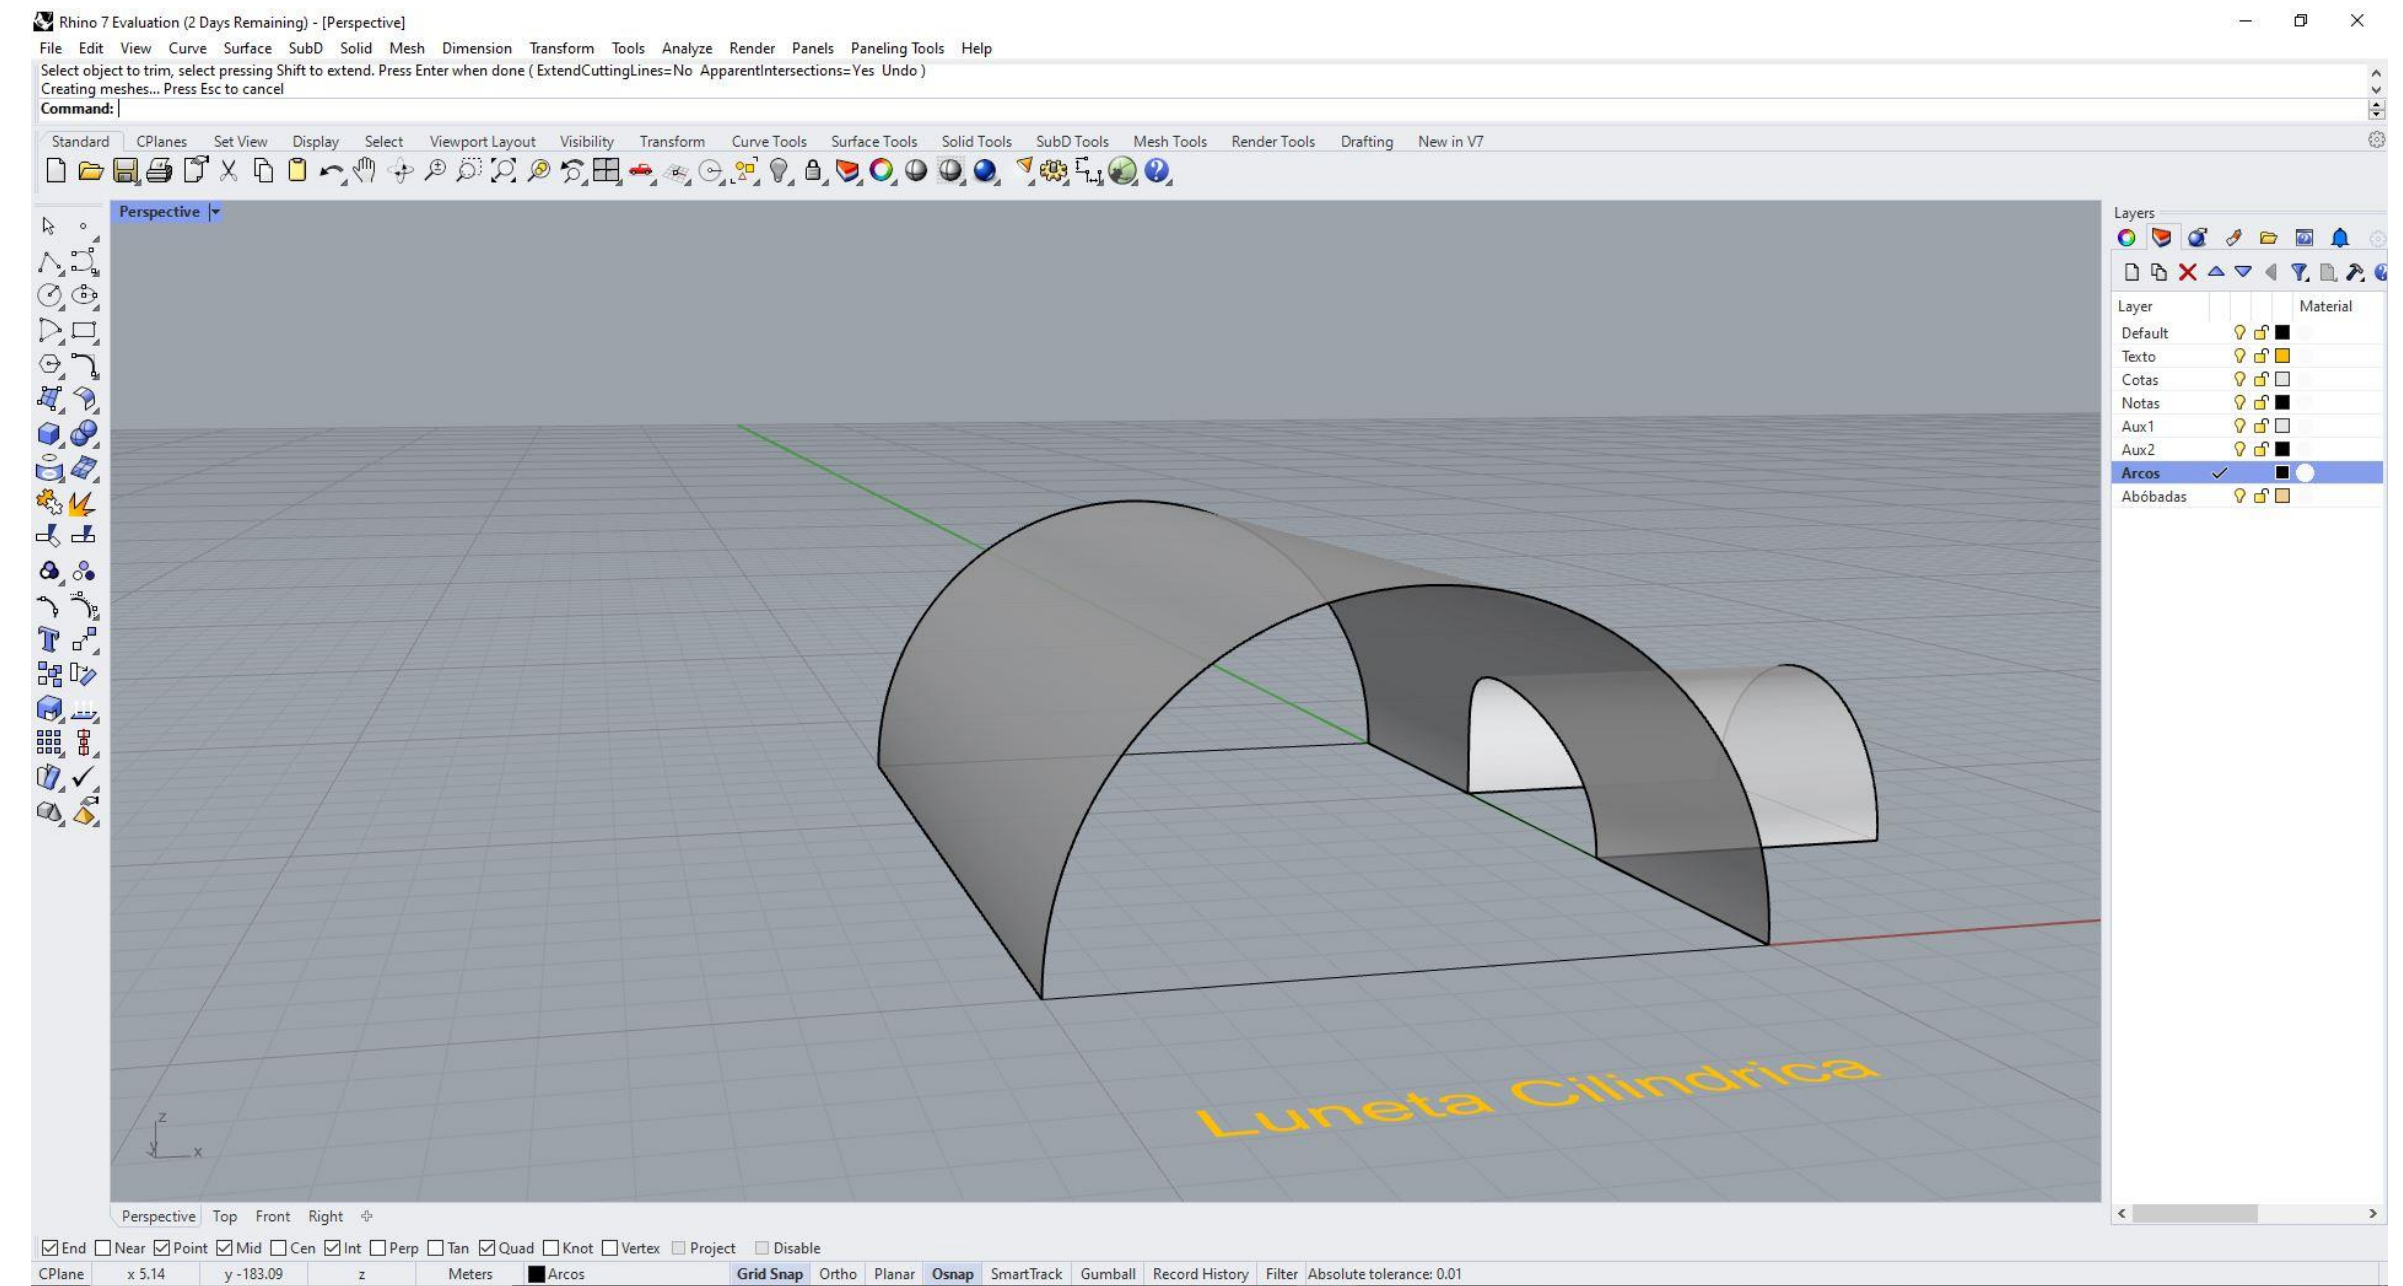 Rhino 7 Evaluation (2 Days Remaining) - [Perspective]
File Edit View Curve Surface SubD Solid Mesh Dimension Transform Tools Analyze Render Panels Paneling Tools Help
Select object to trim, select pressing Shift to extend. Press Enter when done ( ExtendCuttingLines=No ApparentIntersections=Yes Undo )
Creating meshes... Press Esc to cancel
Command:
Standard CPlanes Set View Display Select Viewport Layout Visibility Transform Curve Tools Surface Tools Solid Tools SubD Tools Mesh Tools Render Tools Drafting New in V7
Perspective
Layers
Layer Material
Default
Texto
Cotas
Notas
Aux1
Aux2
Arcos
Abóbadas
Luneta Cilindrica
z
y x
Perspective Top Front Right
End Near Point Mid Cen Int Perp Tan Quad Knot Vertex Project Disable
CPlane x 5.14 y -183.09 z Meters Arcos Grid Snap Ortho Planar Osnap SmartTrack Gumball Record History Filter Absolute tolerance: 0.01